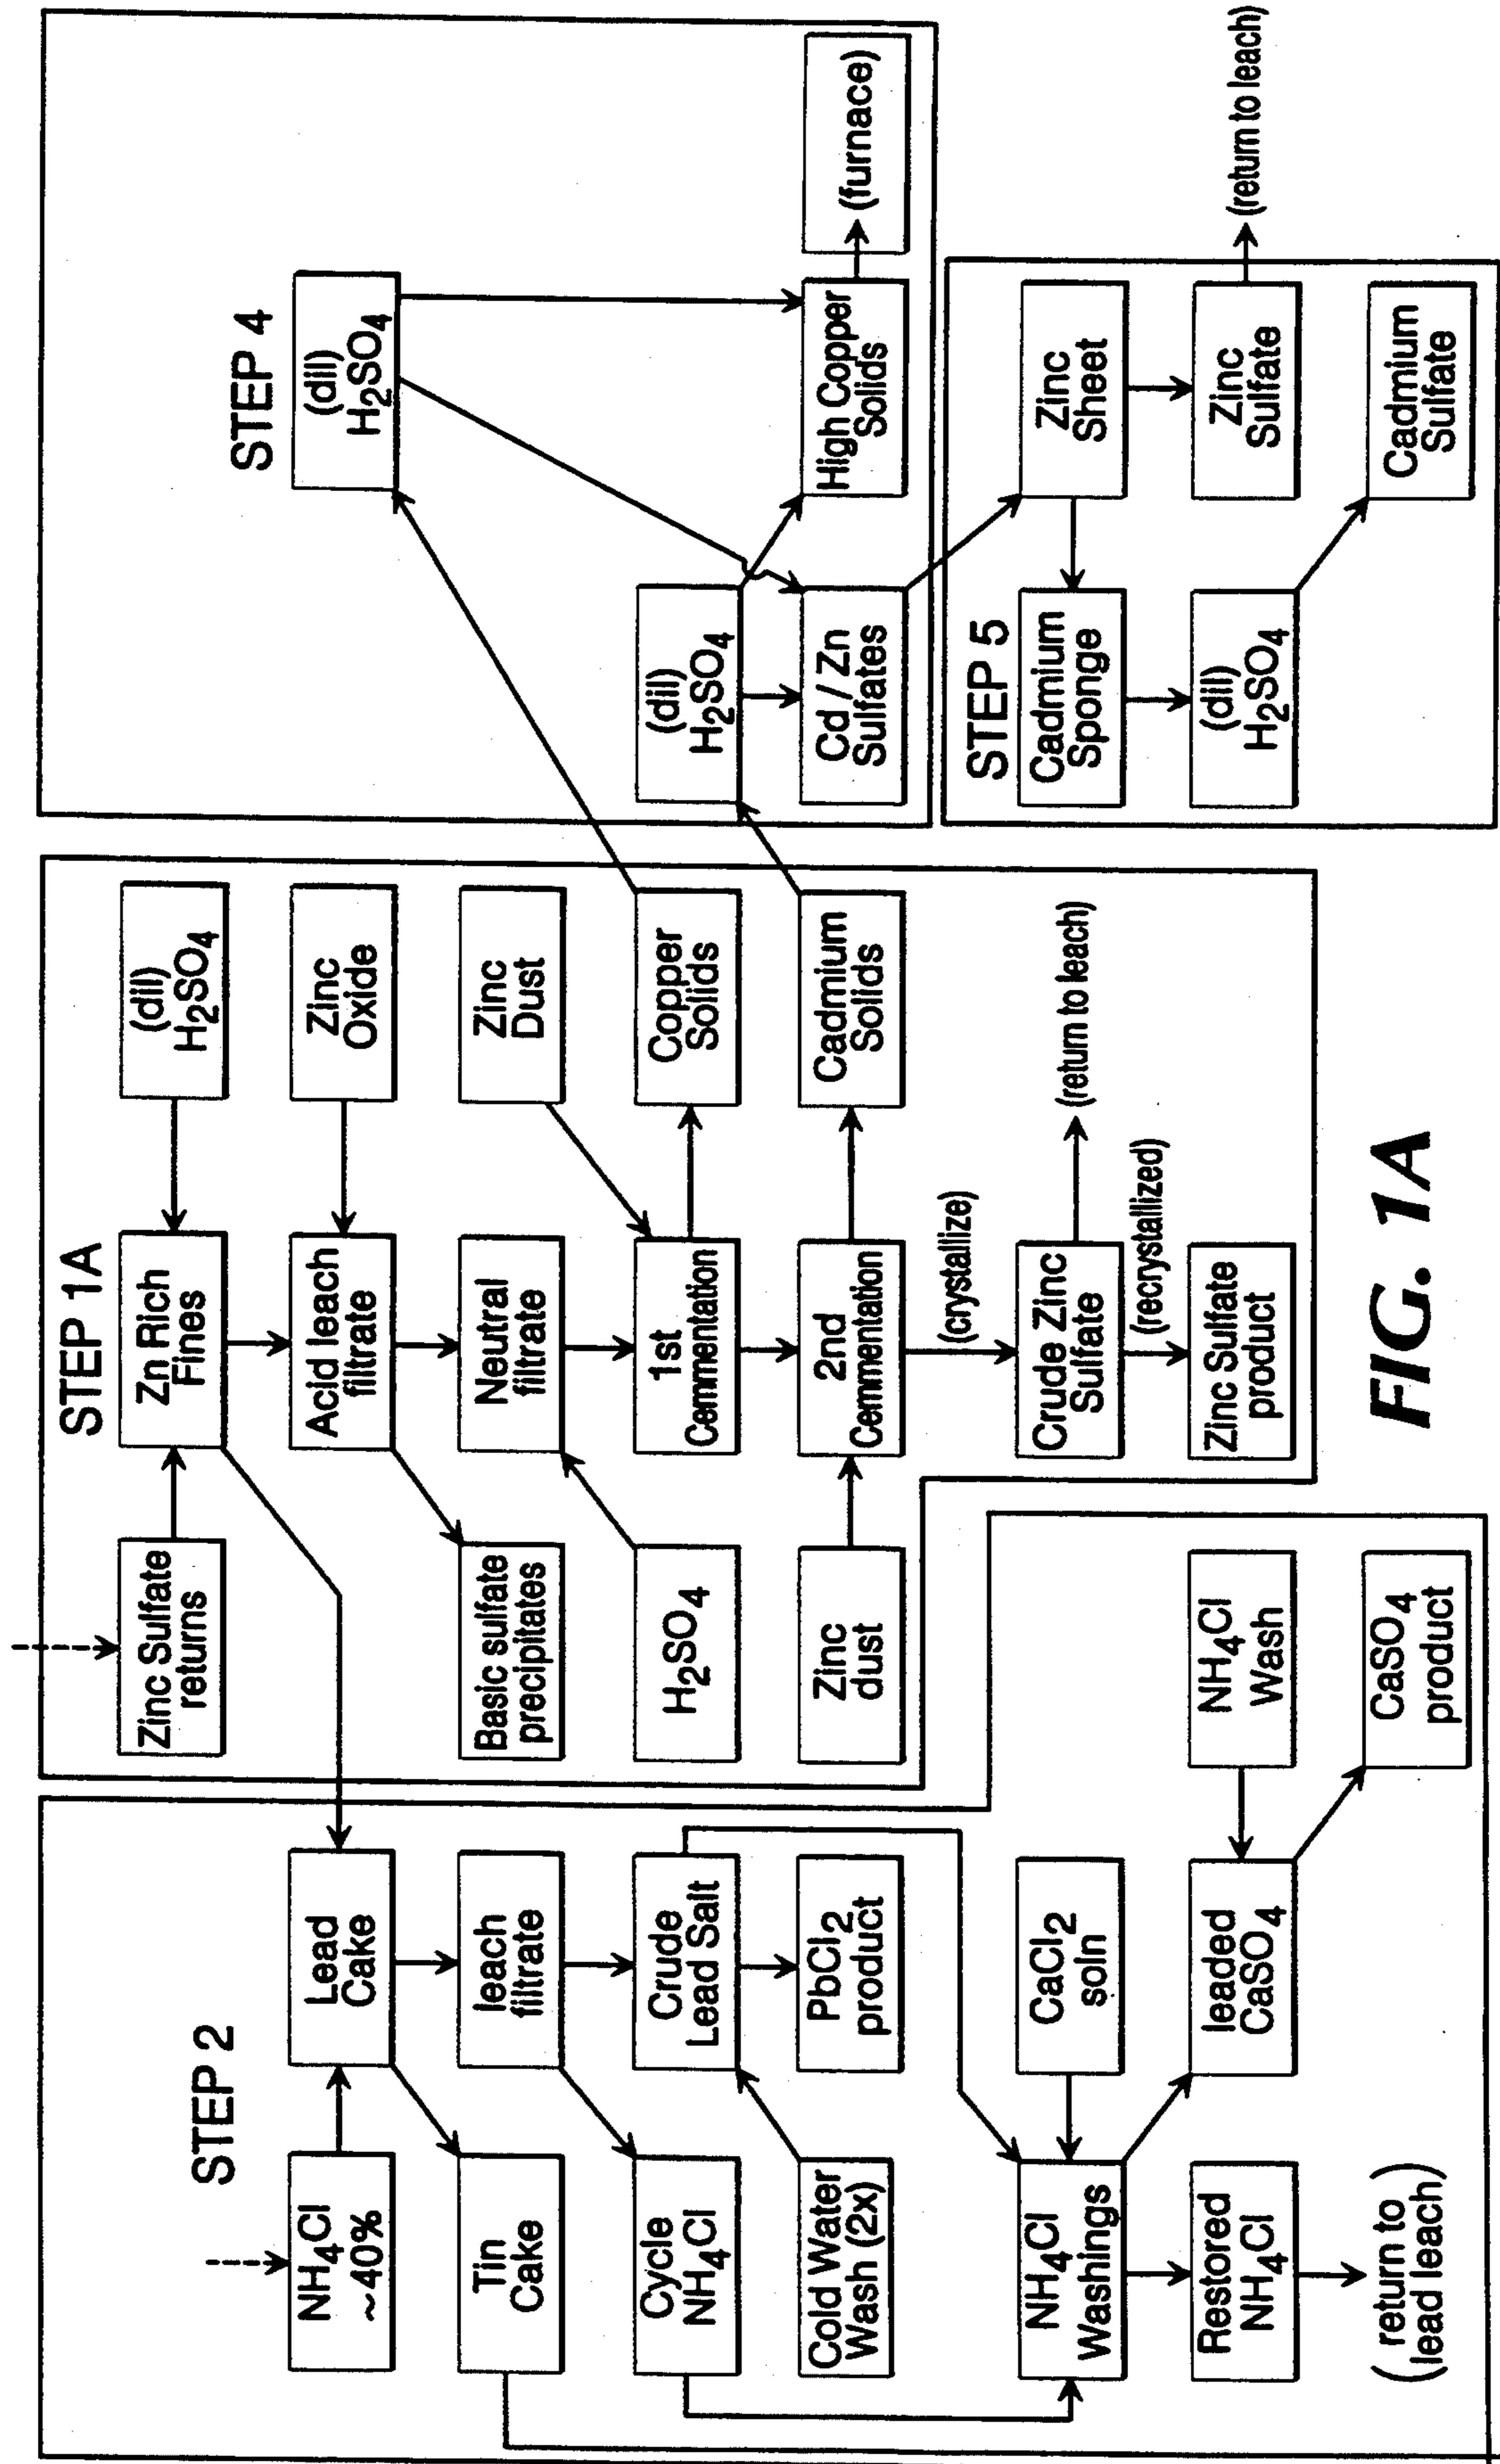 STEP 2
NH4Cl
~40%
Lead
Cake
Tin
Cake
leach
filtrate
Cycle
NH4Cl
Crude
Lead Salt
Cold Water
Wash (2x)
PbCl2
product
NH4Cl
Washings
CaCl2
soln
Restored
NH4Cl
leaded
CaSO4
NH4Cl
Wash
CaSO4
product
(return to
lead leach)
STEP 1A
Zinc Sulfate
returns
Zn Rich
Fines
(dil)
H2SO4
Acid leach
filtrate
Zinc
Oxide
Basic sulfate
precipitates
Neutral
filtrate
Zinc
Dust
H2SO4
1st
Cemmentation
Copper
Solids
Zinc
dust
2nd
Cemmentation
Cadmium
Solids
(crystallize)
Crude Zinc
Sulfate
(return to leach)
(recrystallized)
Zinc Sulfate
product
STEP 4
(dil)
H2SO4
(dil)
H2SO4
Cd / Zn
Sulfates
High Copper
Solids
(furnace)
STEP 5
Cadmium
Sponge
Zinc
Sheet
(dil)
H2SO4
Zinc
Sulfate
(return to leach)
Cadmium
Sulfate
FIG. 1A